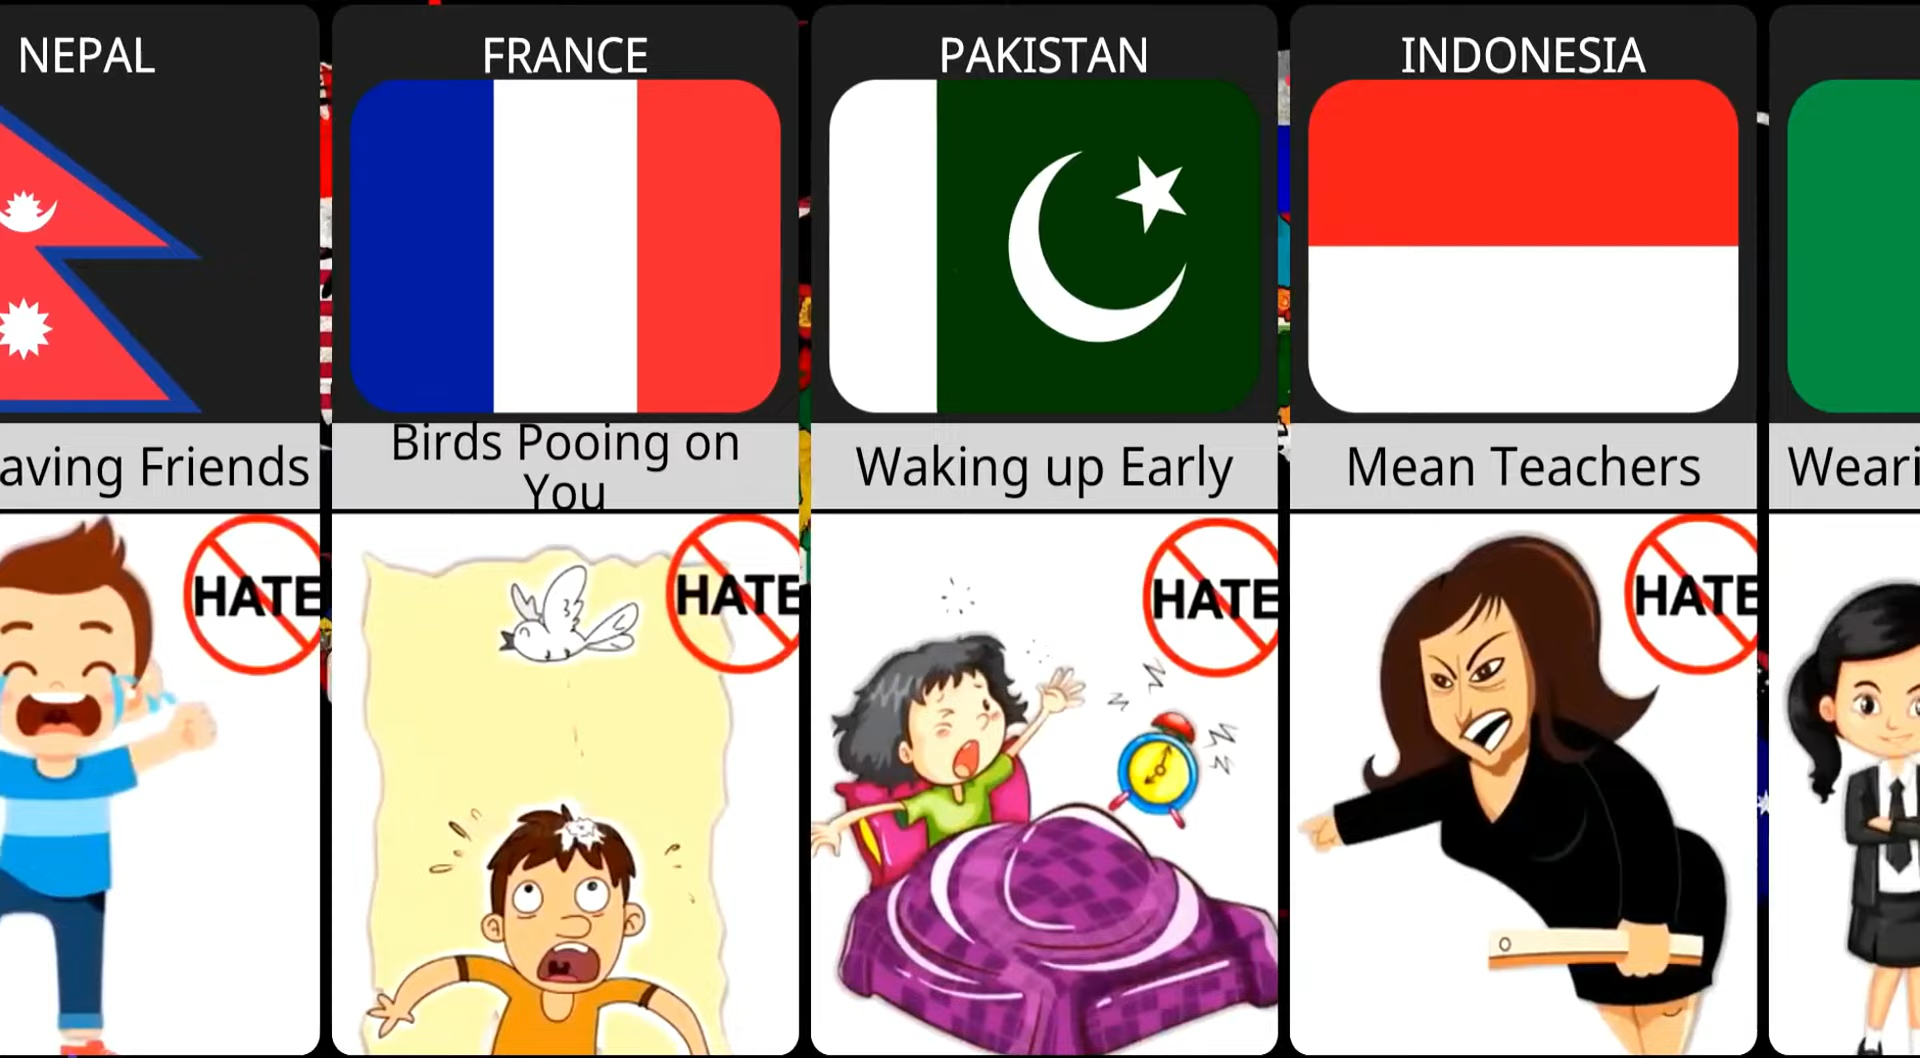 NEPAL
FRANCE
PAKISTAN
INDONESIA
aving Friends
Birds Pooing on
You
Waking up Early
Mean Teachers
Weari
HATE
HATE
HATE
HATE